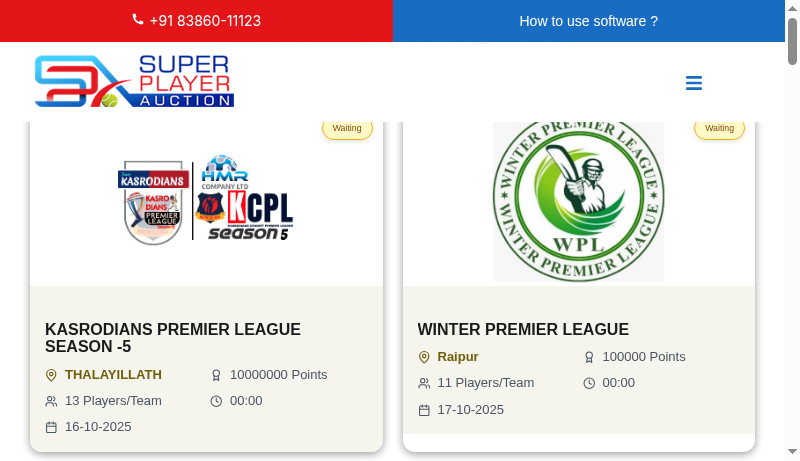 +91 83860-11123
How to use software ?
SUPER
PLAYER
AUCTION
Waiting
KASRODIANS
KASRO
DIANS
PREMIER
LEAGUE
HMR
COMPANY LTD
KCPL
season 5
KASRODIANS PREMIER LEAGUE
SEASON -5
THALAYILLATH
10000000 Points
13 Players/Team
00:00
16-10-2025
Waiting
WINTER PREMIER LEAGUE
WPL
WINTER PREMIER LEAGUE
WINTER PREMIER LEAGUE
Raipur
100000 Points
11 Players/Team
00:00
17-10-2025